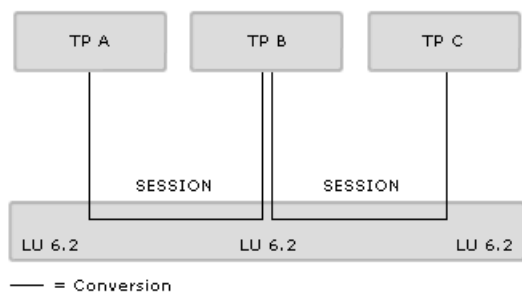 TP A TP B TP C
SESSION SESSION
LU 6.2 LU 6.2 LU 6.2
= Conversion